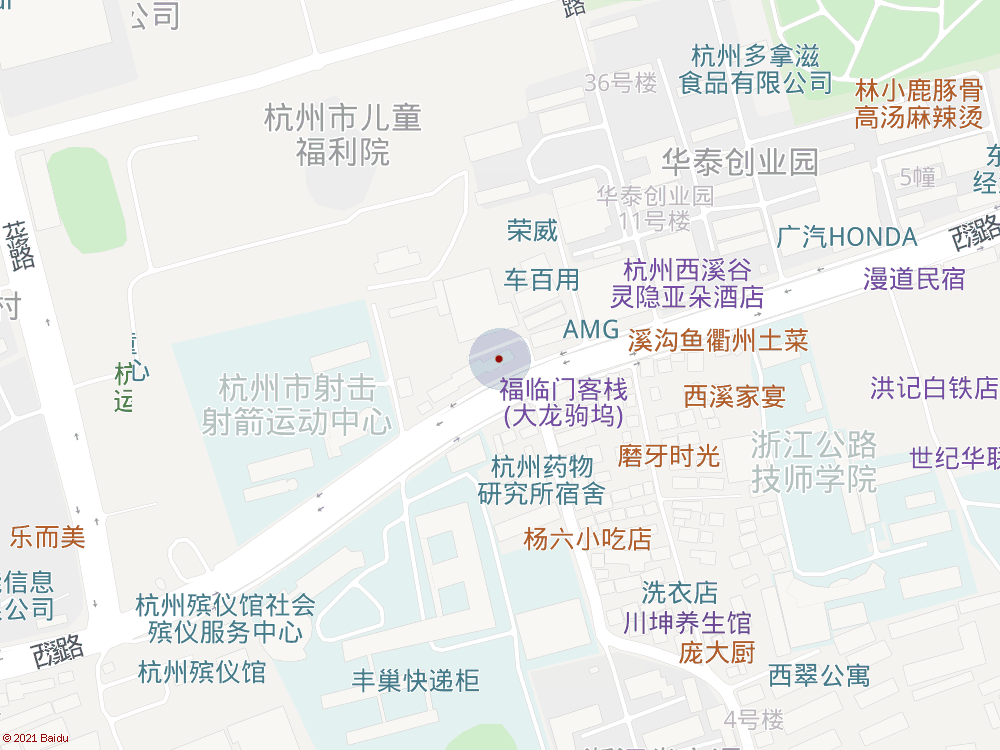 公司
路
杭州多拿滋
食品有限公司
36号楼
林小鹿豚骨
高汤麻辣烫
杭州市儿童
福利院
华泰创业园
东
经
5幢
华泰创业园
11号楼
荣威
广汽HONDA
西溪路
杭州西溪谷
灵隐亚朵酒店
漫道民宿
车百用
村
AMG
溪沟鱼衢州土菜
心
杭
运
杭州市射击
射箭运动中心
福临门客栈
(大龙驹坞)
西溪家宴
洪记白铁店
浙江公路
技师学院
磨牙时光
世纪华联
杭州药物
研究所宿舍
乐而美
杨六小吃店
信息
公司
洗衣店
杭州殡仪馆社会
殡仪服务中心
川坤养生馆
西溪路
庞大厨
杭州殡仪馆
丰巢快递柜
西翠公寓
4号楼
© 2021 Baidu